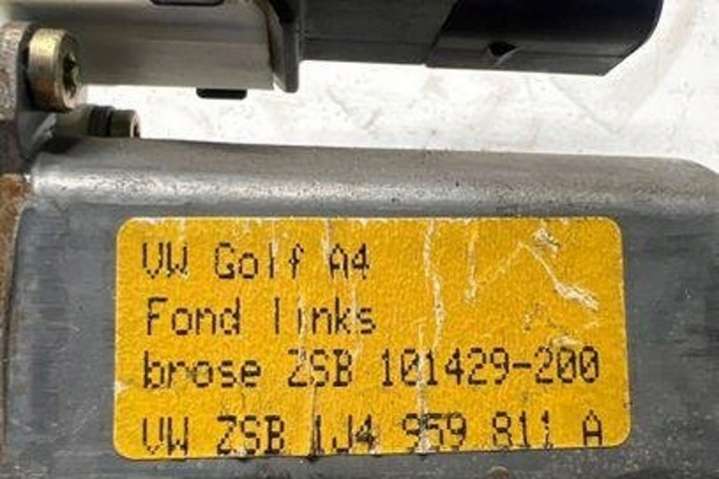 VW Golf A4
Fond links
brose ZSB 101429-200
VW ZSB 1J4 959 811 A